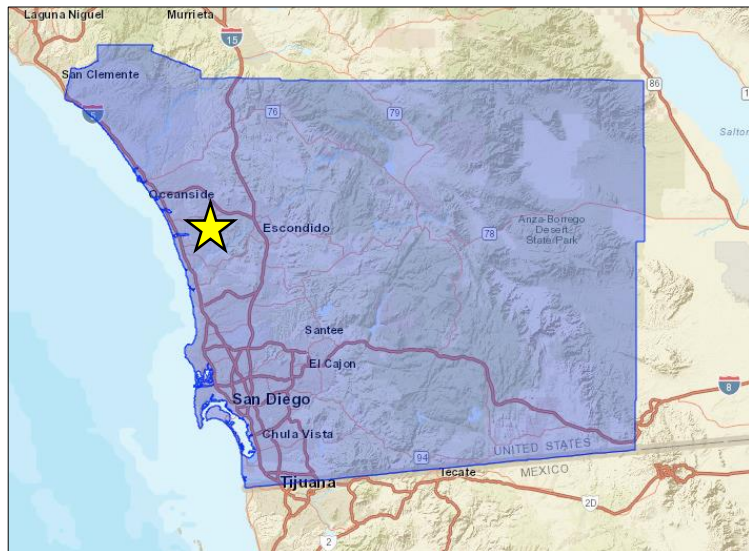 Laguna Niguel
Murrieta
15
San Clemente
86
76
79
5
Salton
Oceanside
Escondido
Anza-Borrego
Desert
State Park
78
Santee
El Cajon
8
San Diego
Chula Vista
UNITED STATES
94
Tecate
MEXICO
Tijuana
2D
2